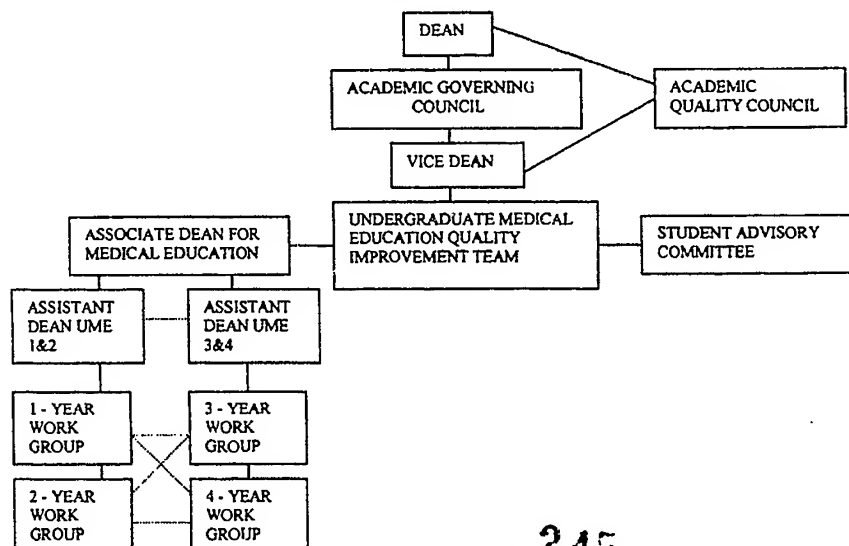 DEAN
ACADEMIC GOVERNING
COUNCIL
ACADEMIC
QUALITY COUNCIL
VICE DEAN
UNDERGRADUATE MEDICAL
EDUCATION QUALITY
IMPROVEMENT TEAM
ASSOCIATE DEAN FOR
MEDICAL EDUCATION
STUDENT ADVISORY
COMMITTEE
ASSISTANT
DEAN UME
1&2
ASSISTANT
DEAN UME
3&4
1 - YEAR
WORK
GROUP
3 - YEAR
WORK
GROUP
2 - YEAR
WORK
GROUP
4 - YEAR
WORK
GROUP